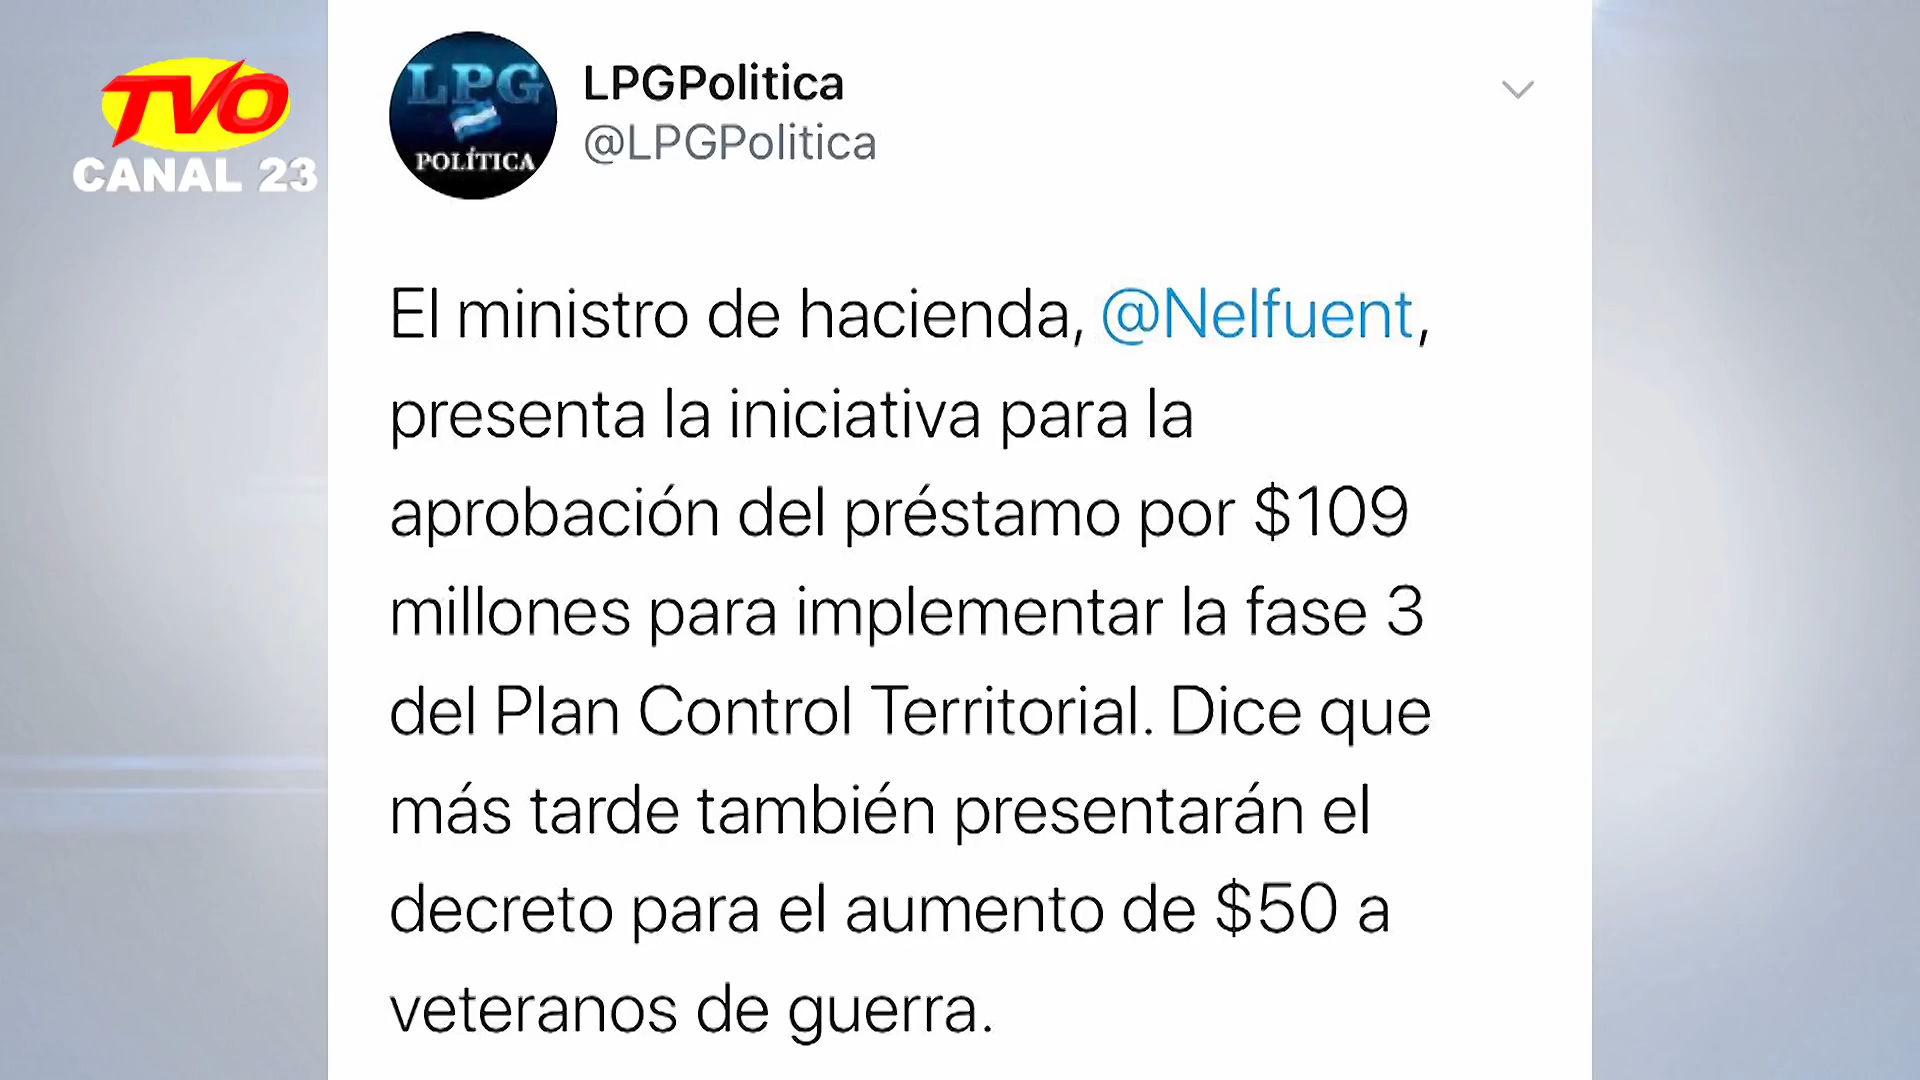 TVO
CANAL 23
LPG
POLÍTICA
LPGPolitica
@LPGPolitica
El ministro de hacienda, @Nelfuent,
presenta la iniciativa para la
aprobación del préstamo por $109
millones para implementar la fase 3
del Plan Control Territorial. Dice que
más tarde también presentarán el
decreto para el aumento de $50 a
veteranos de guerra.